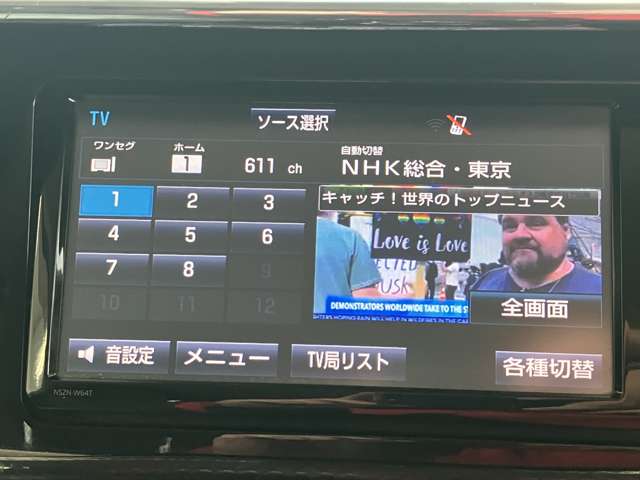 TV
ソース選択
ワンセグ
ホーム
1
611 ch
自動切替
NHK総合・東京
1
2
3
キャッチ！世界のトップニュース
4
5
6
Love is Love
7
8
9
DEMONSTRATORS WORLDWIDE TAKE TO THE
全画面
10
11
12
音設定
メニュー
TV局リスト
各種切替
NSZN-W64T